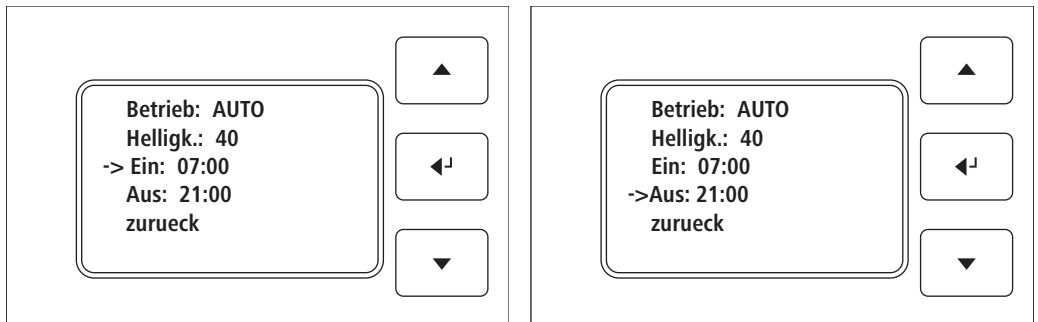 Betrieb: AUTO
Helligk.: 40
-> Ein: 07:00
Aus: 21:00
zurueck
Betrieb: AUTO
Helligk.: 40
Ein: 07:00
->Aus: 21:00
zurueck